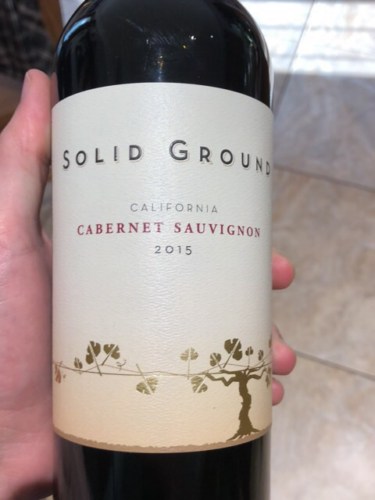 SOLID GROUND
CALIFORNIA
CABERNET SAUVIGNON
2015